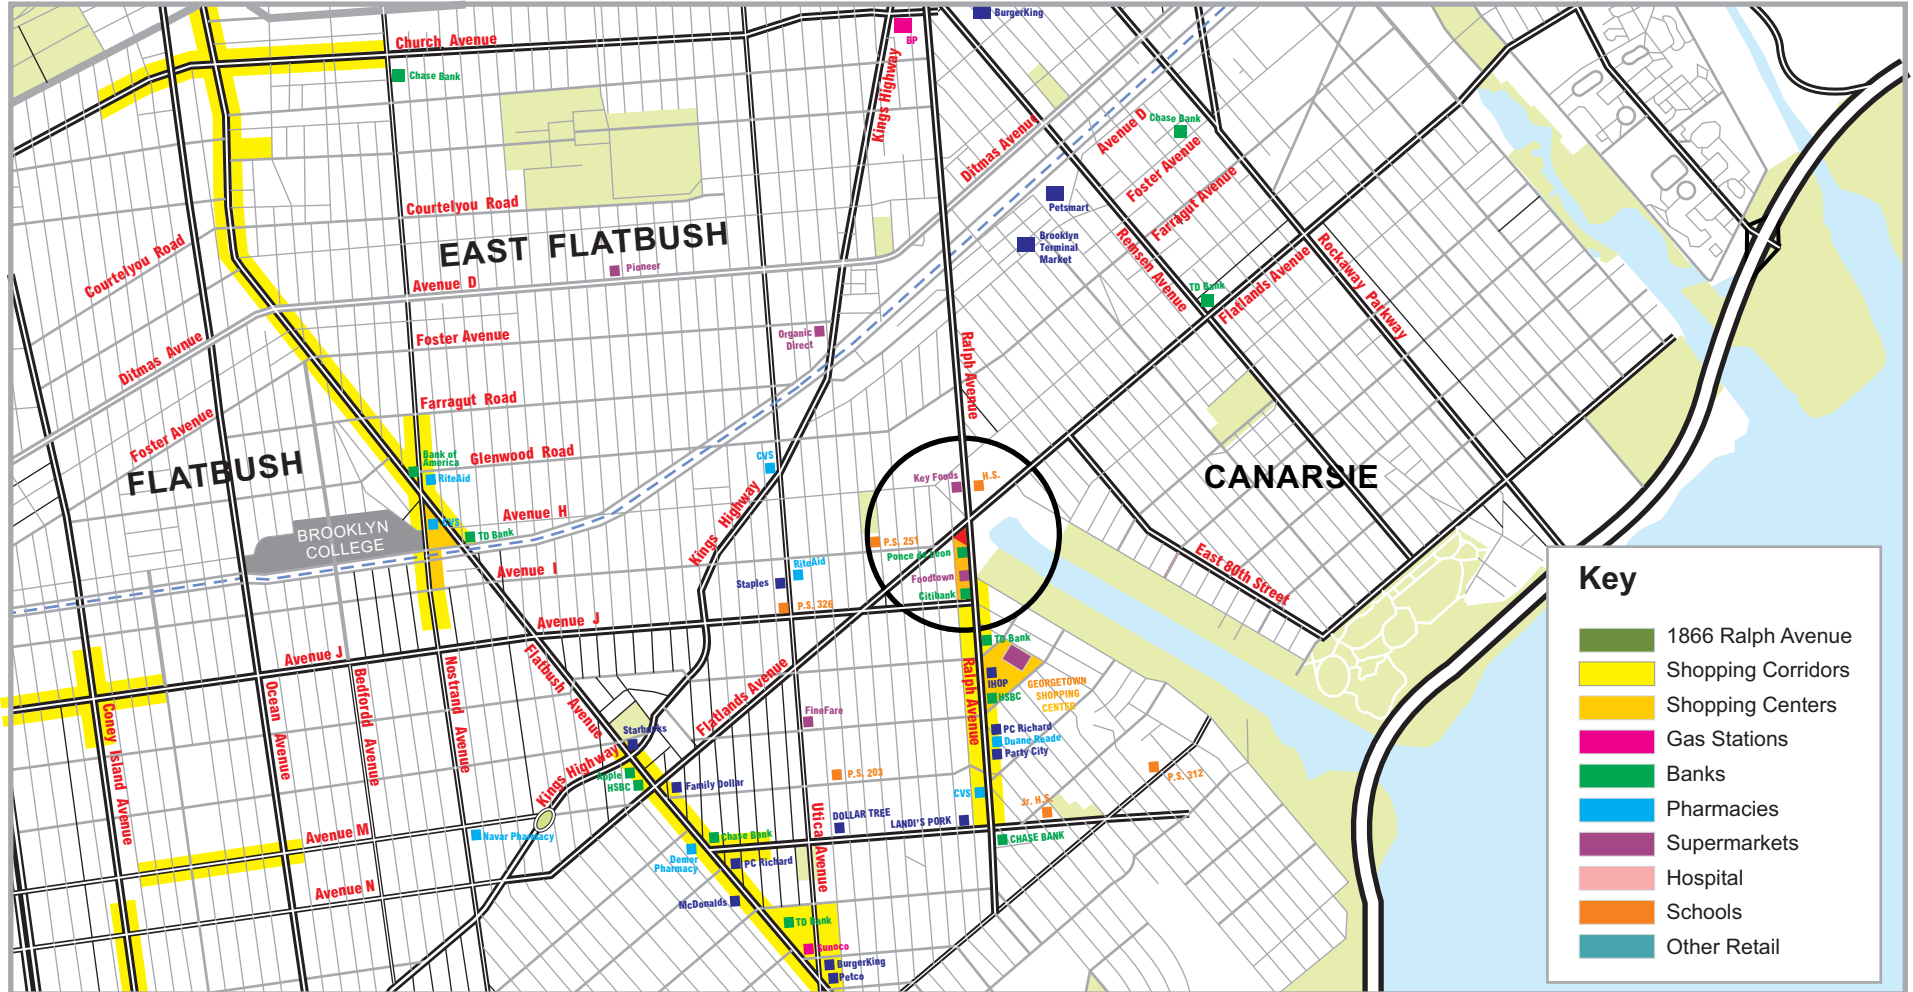 BurgerKing
BP
Church Avenue
Chase Bank
Kings Highway
Ditmas Avenue
Avenue D
Chase Bank
Foster Avenue
Farragut Avenue
Petsmart
Brooklyn
Terminal
Market
Courtelyou Road
EAST FLATBUSH
Courtelyou Road
Pioneer
Avenue D
Remsen Avenue
TD Bank
Flatlands Avenue
Rockaway Parkway
Foster Avenue
Organic
Direct
Ralph Avenue
Ditmas Avnue
Farragut Road
Foster Avenue
FLATBUSH
Bank of
America
Glenwood Road
RiteAid
CVS
Key Foods
H.S.
CANARSIE
Avenue H
Kings Highway
BROOKLYN
COLLEGE
CVS
TD Bank
P.S. 251
Ponce de Leon
Avenue I
RiteAid
Staples
Foodtown
Citibank
East 80th Street
P.S. 326
Avenue J
TD Bank
Avenue J
Flatbush Avenue
Flatlands Avenue
Ralph Avenue
IHOP
HSBC
GEORGETOWN
SHOPPING
CENTER
Ocean Avenue
Bedfordd Avenue
Nostrand Avenue
Coney Island Avenue
FineFare
Starbucks
PC Richard
Duane Reade
Party City
Kings Highway
Apple
HSBC
Family Dollar
P.S. 203
P.S. 312
CVS
Jr. H.S.
Utica Avenue
DOLLAR TREE
LANDI'S PORK
CHASE BANK
Avenue M
Navar Pharmacy
Chase Bank
Demer
Pharmacy
PC Richard
Avenue N
McDonalds
TD Bank
Sunoco
BurgerKing
Petco
Key
1866 Ralph Avenue
Shopping Corridors
Shopping Centers
Gas Stations
Banks
Pharmacies
Supermarkets
Hospital
Schools
Other Retail